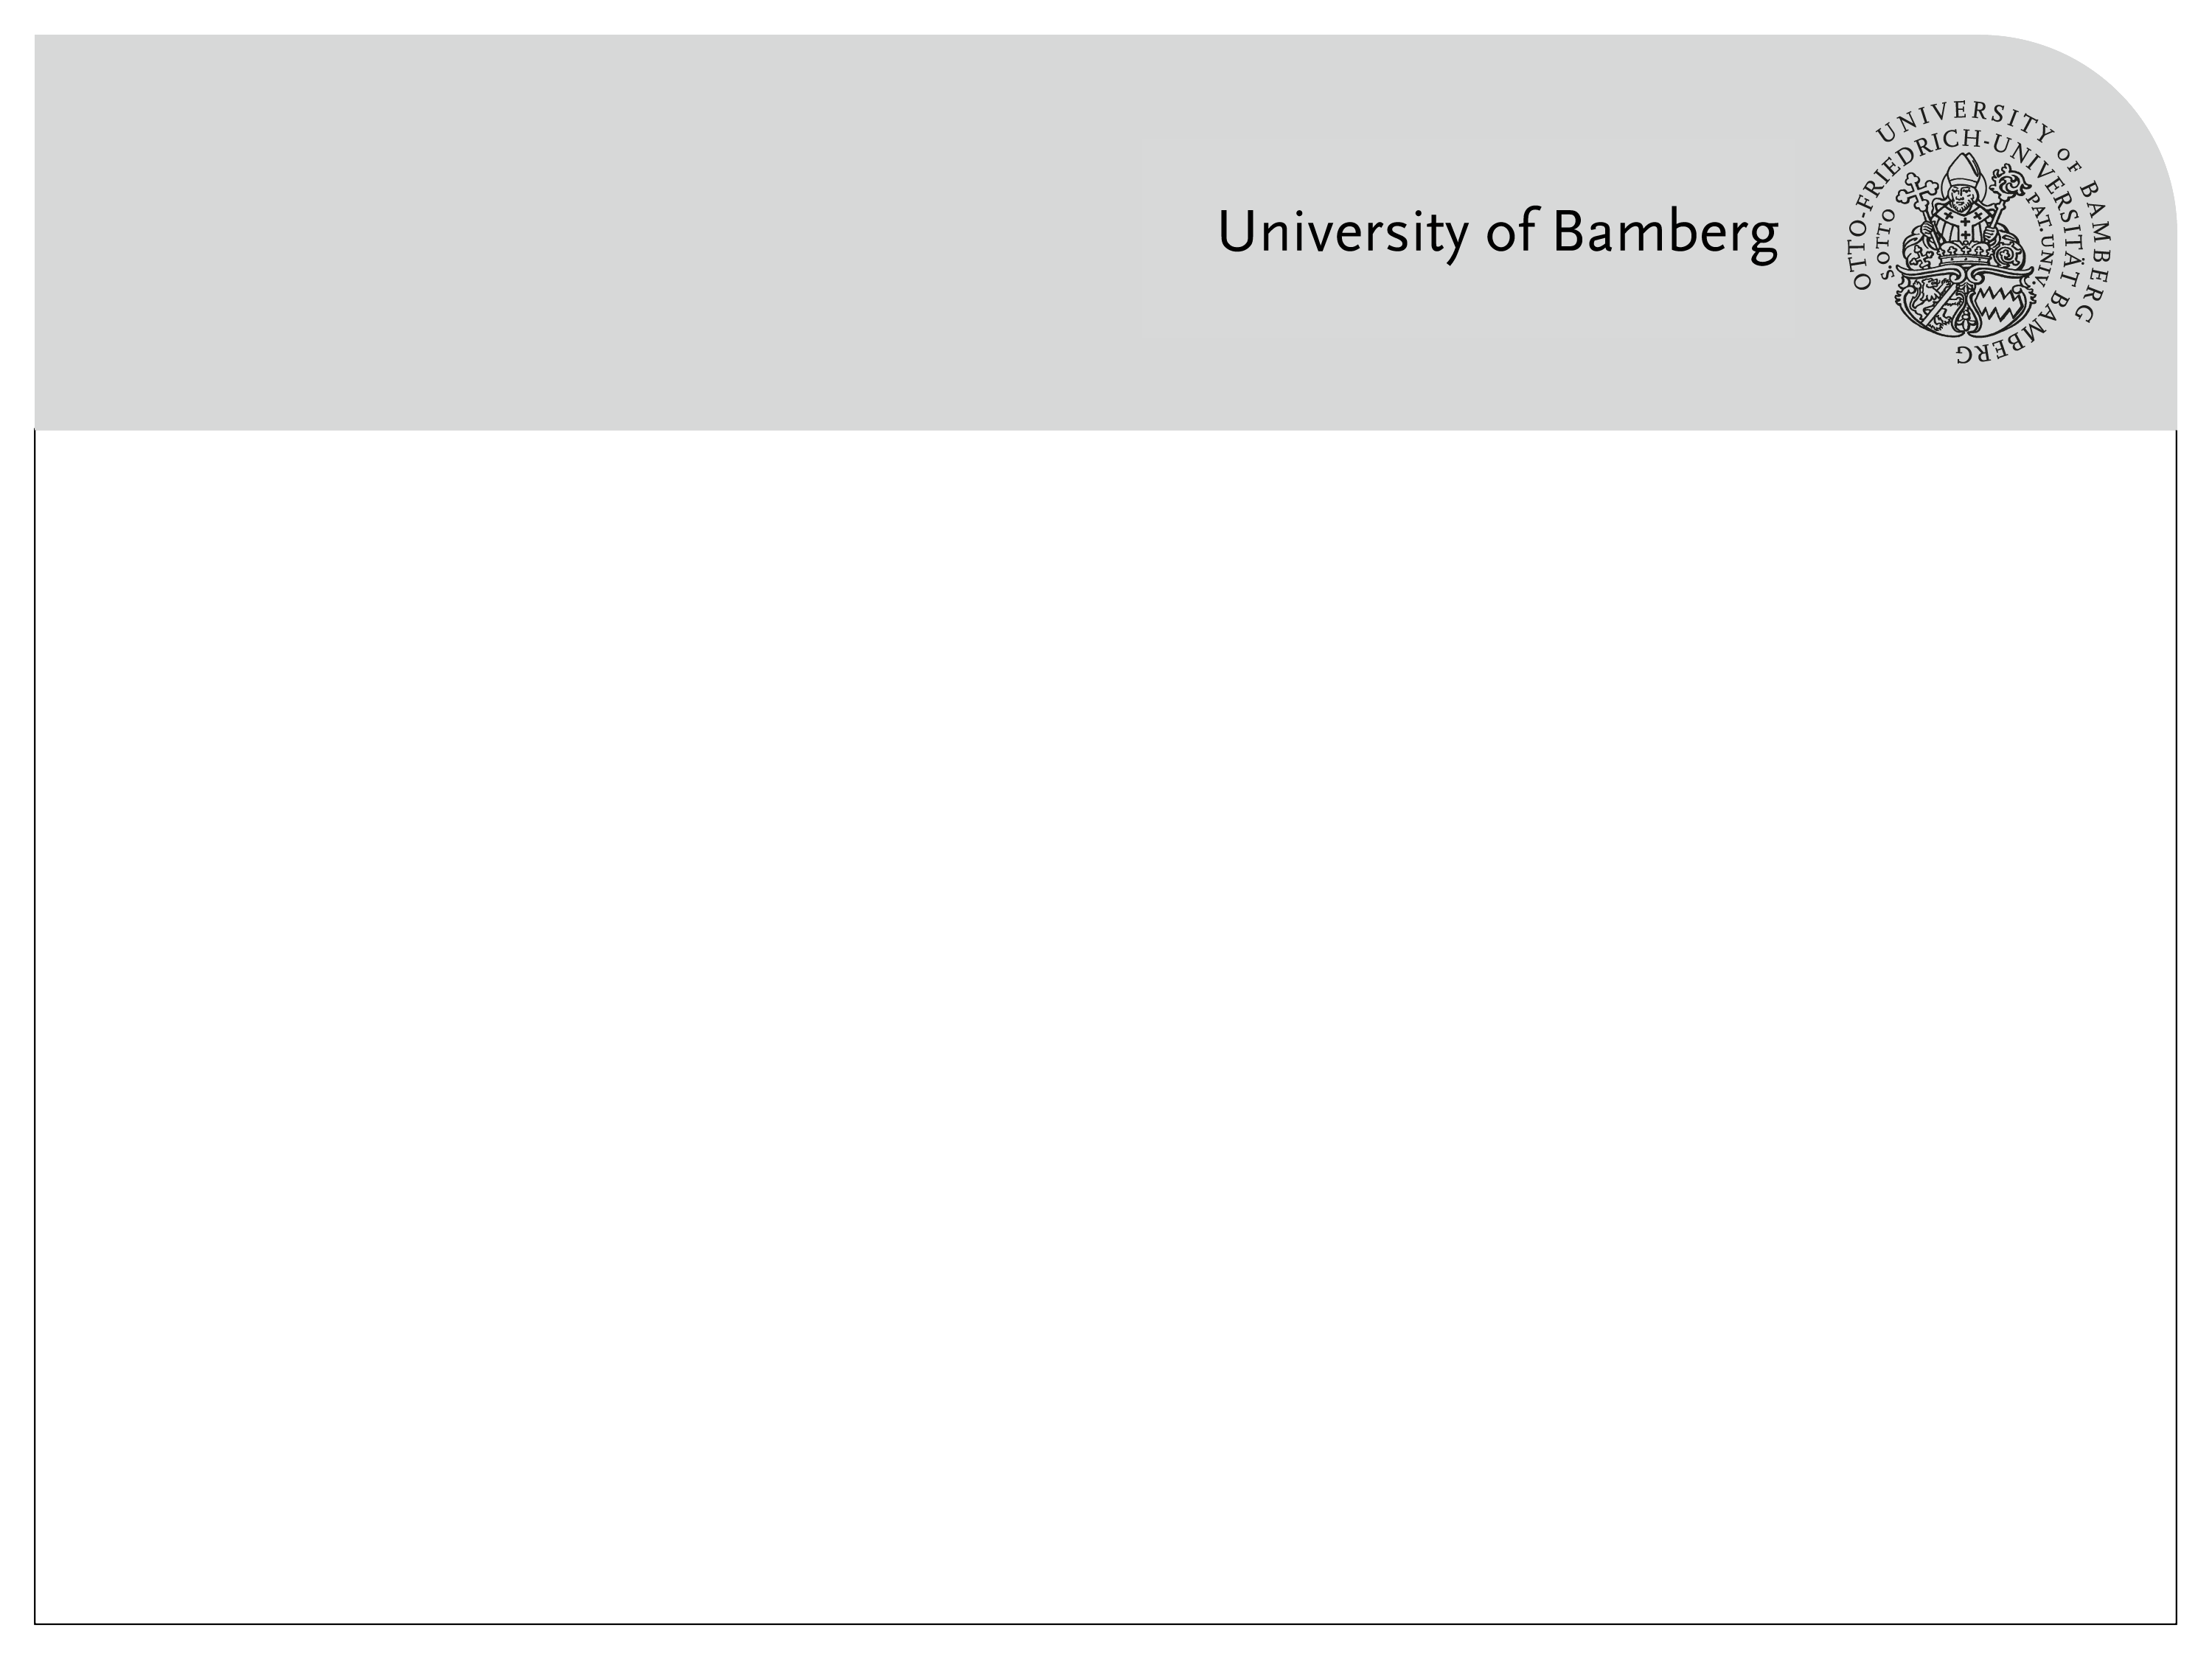 University of Bamberg
UNIVERSITY OF BAMBERG
OTTO-FRIEDRICH-UNIVERSITÄT BAMBERG
S. OTTO PAT. UNIV.